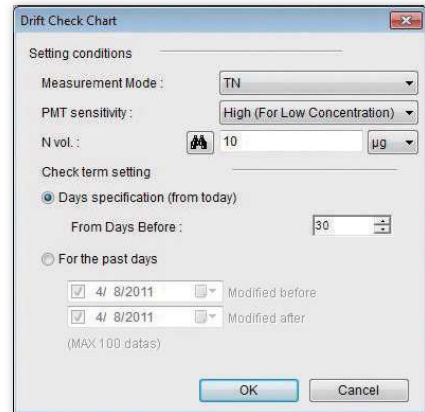 Drift Check Chart
Setting conditions
Measurement Mode : TN
PMT sensitivity : High (For Low Concentration)
N vol. : 10 µg
Check term setting
Days specification (from today)
From Days Before : 30
For the past days
4/ 8/2011 Modified before
4/ 8/2011 Modified after
(MAX 100 datas)
OK Cancel